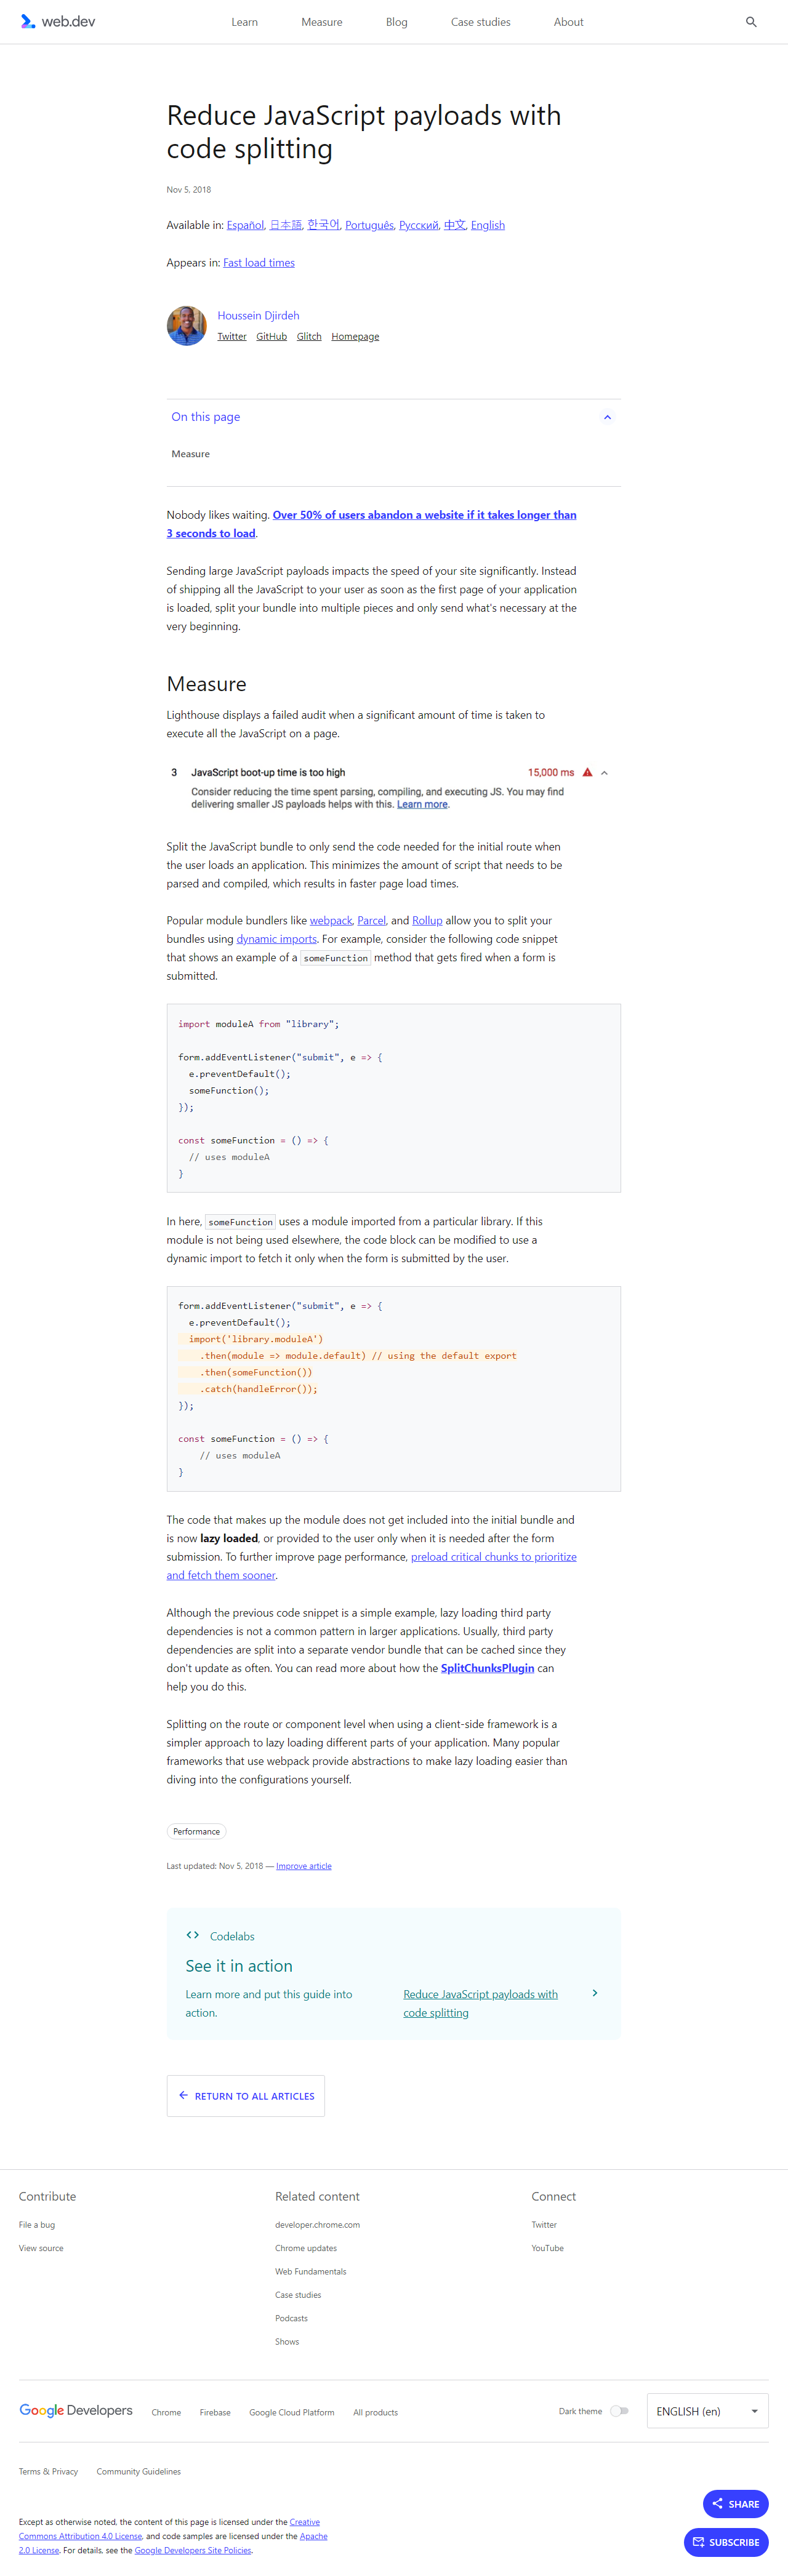 web.dev
Learn
Measure
Blog
Case studies
About
Reduce JavaScript payloads with
code splitting
Nov 5, 2018
Available in: Español, 日本語, 한국어, Português, Русский, 中文, English
Appears in: Fast load times
Houssein Djirdeh
Twitter GitHub Glitch Homepage
On this page
Measure
Nobody likes waiting. Over 50% of users abandon a website if it takes longer than
3 seconds to load.
Sending large JavaScript payloads impacts the speed of your site significantly. Instead
of shipping all the JavaScript to your user as soon as the first page of your application
is loaded, split your bundle into multiple pieces and only send what's necessary at the
very beginning.
Measure
Lighthouse displays a failed audit when a significant amount of time is taken to
execute all the JavaScript on a page.
3 JavaScript boot-up time is too high 15,000 ms
Consider reducing the time spent parsing, compiling, and executing JS. You may find
delivering smaller JS payloads helps with this. Learn more.
Split the JavaScript bundle to only send the code needed for the initial route when
the user loads an application. This minimizes the amount of script that needs to be
parsed and compiled, which results in faster page load times.
Popular module bundlers like webpack, Parcel, and Rollup allow you to split your
bundles using dynamic imports. For example, consider the following code snippet
that shows an example of a someFunction method that gets fired when a form is
submitted.
import moduleA from "library";
form.addEventListener("submit", e => {
  e.preventDefault();
  someFunction();
});
const someFunction = () => {
  // uses moduleA
}
In here, someFunction uses a module imported from a particular library. If this
module is not being used elsewhere, the code block can be modified to use a
dynamic import to fetch it only when the form is submitted by the user.
form.addEventListener("submit", e => {
  e.preventDefault();
  import('library.moduleA')
    .then(module => module.default) // using the default export
    .then(someFunction())
    .catch(handleError());
});
const someFunction = () => {
    // uses moduleA
}
The code that makes up the module does not get included into the initial bundle and
is now lazy loaded, or provided to the user only when it is needed after the form
submission. To further improve page performance, preload critical chunks to prioritize
and fetch them sooner.
Although the previous code snippet is a simple example, lazy loading third party
dependencies is not a common pattern in larger applications. Usually, third party
dependencies are split into a separate vendor bundle that can be cached since they
don't update as often. You can read more about how the SplitChunksPlugin can
help you do this.
Splitting on the route or component level when using a client-side framework is a
simpler approach to lazy loading different parts of your application. Many popular
frameworks that use webpack provide abstractions to make lazy loading easier than
diving into the configurations yourself.
Performance
Last updated: Nov 5, 2018 — Improve article
Codelabs
See it in action
Learn more and put this guide into
action.
Reduce JavaScript payloads with
code splitting
RETURN TO ALL ARTICLES
Contribute
File a bug
View source
Related content
developer.chrome.com
Chrome updates
Web Fundamentals
Case studies
Podcasts
Shows
Connect
Twitter
YouTube
Google Developers
Chrome
Firebase
Google Cloud Platform
All products
Dark theme
ENGLISH (en)
Terms & Privacy
Community Guidelines
SHARE
SUBSCRIBE
Except as otherwise noted, the content of this page is licensed under the Creative
Commons Attribution 4.0 License, and code samples are licensed under the Apache
2.0 License. For details, see the Google Developers Site Policies.